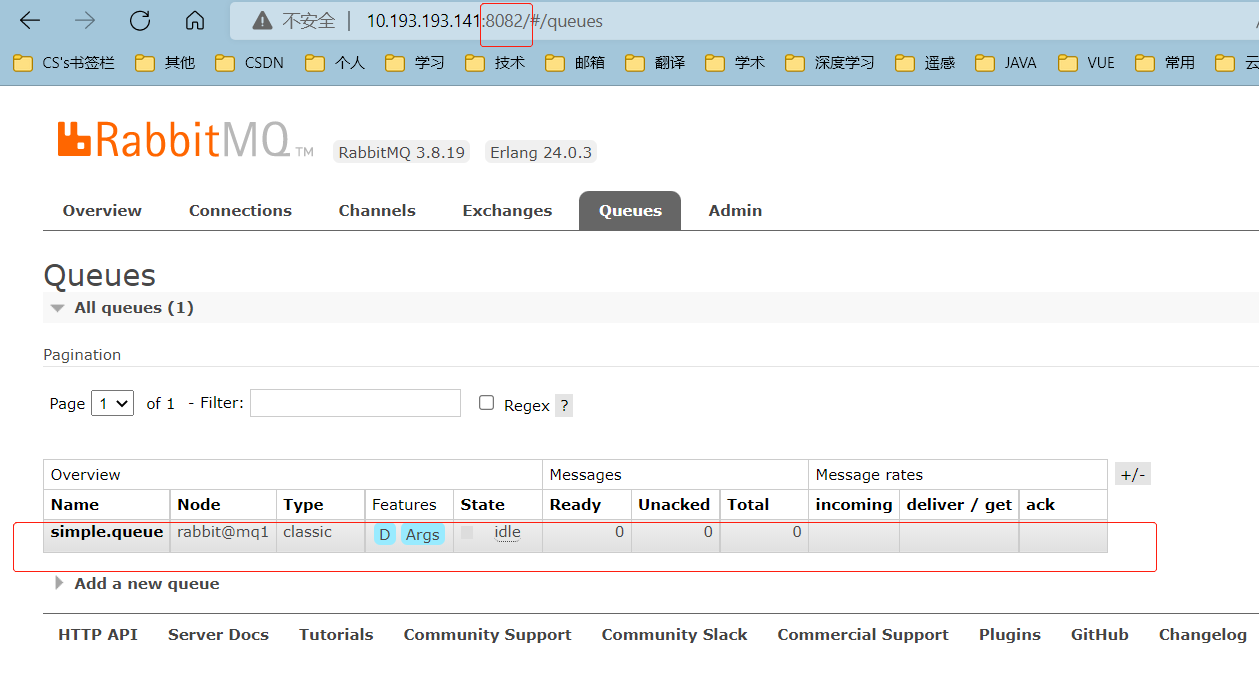 不安全 | 10.193.193.141:8082/#/queues
CS's书签栏 其他 CSDN 个人 学习 技术 邮箱 翻译 学术 深度学习 遥感 JAVA VUE 常用 云
RabbitMQ TM RabbitMQ 3.8.19 Erlang 24.0.3
Overview Connections Channels Exchanges Queues Admin
Queues
All queues (1)
Pagination
Page 1 of 1 - Filter: Regex ?
Overview Messages Message rates +/-
Name Node Type Features State Ready Unacked Total incoming deliver / get ack
simple.queue rabbit@mq1 classic D Args idle 0 0 0
Add a new queue
HTTP API Server Docs Tutorials Community Support Community Slack Commercial Support Plugins GitHub Changelog